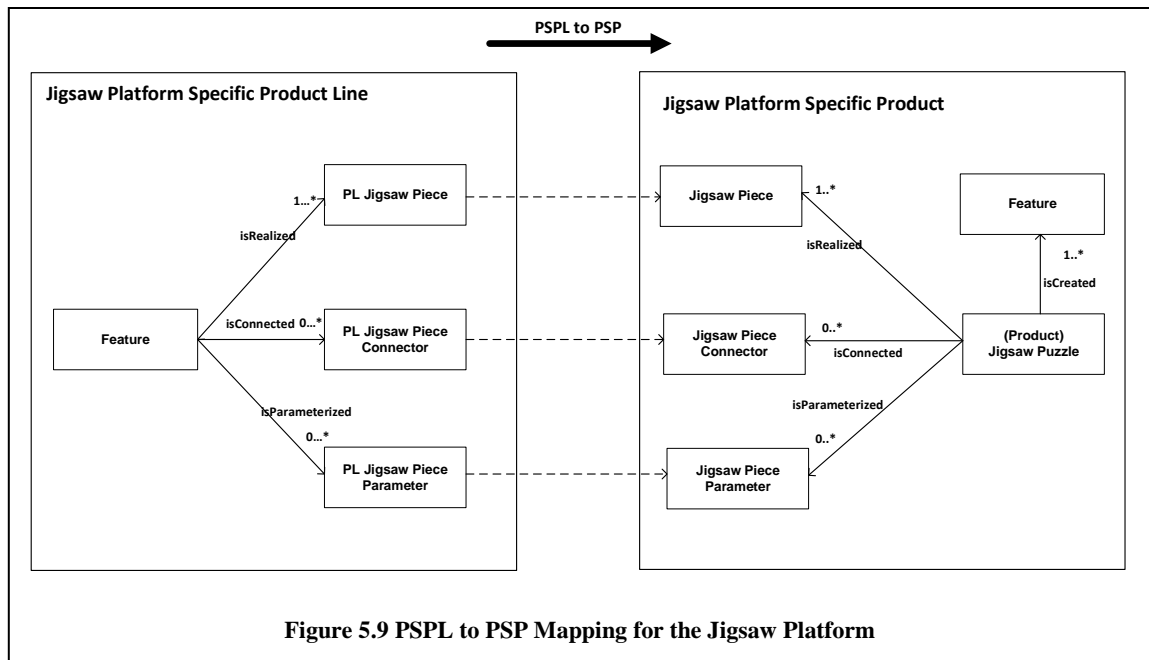 PSPL to PSP
Jigsaw Platform Specific Product Line
PL Jigsaw Piece
1...*
isRealized
Feature
isConnected
0...*
PL Jigsaw Piece
Connector
isParameterized
0...*
PL Jigsaw Piece
Parameter
Jigsaw Platform Specific Product
Jigsaw Piece
1..*
isRealized
Feature
1..*
isCreated
Jigsaw Piece
Connector
0..*
isConnected
(Product)
Jigsaw Puzzle
isParameterized
0..*
Jigsaw Piece
Parameter
Figure 5.9 PSPL to PSP Mapping for the Jigsaw Platform